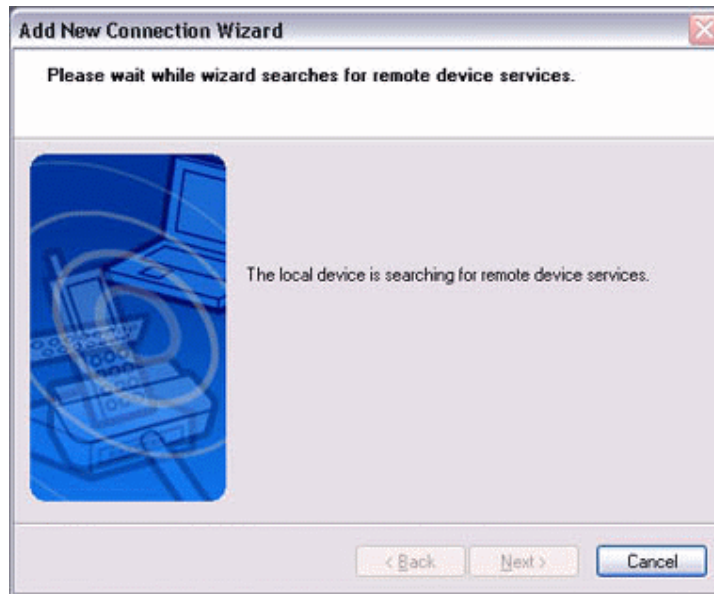 Add New Connection Wizard
Please wait while wizard searches for remote device services.
The local device is searching for remote device services.
< Back
Next >
Cancel